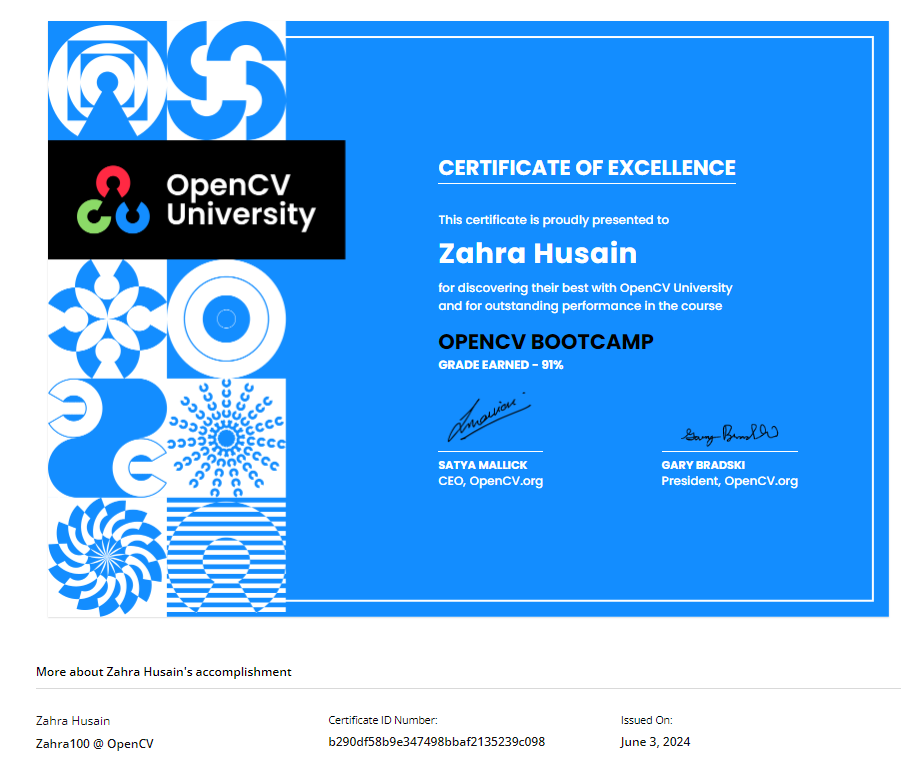 OpenCV
University
CERTIFICATE OF EXCELLENCE
This certificate is proudly presented to
Zahra Husain
for discovering their best with OpenCV University
and for outstanding performance in the course
OPENCV BOOTCAMP
GRADE EARNED - 91%
SATYA MALLICK
CEO, OpenCV.org
Gary Bradski
GARY BRADSKI
President, OpenCV.org
More about Zahra Husain's accomplishment
Zahra Husain
Zahra100 @ OpenCV
Certificate ID Number:
b290df58b9e347498bbaf2135239c098
Issued On:
June 3, 2024